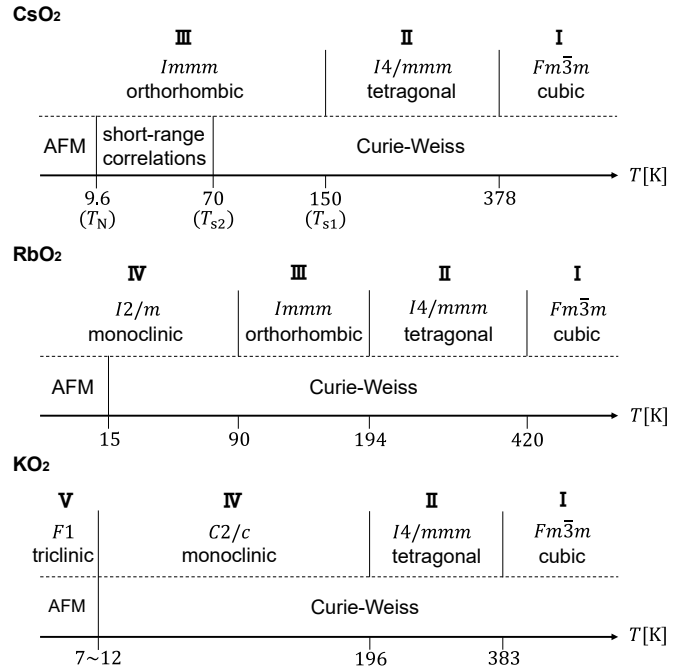 CsO₂
Ⅲ Ⅱ Ⅰ
Immm I4/mmm Fm3̅m
orthorhombic tetragonal cubic
AFM short-range correlations Curie-Weiss
T[K]
9.6 70 150 378
(T_N) (T_s2) (T_s1)
RbO₂
Ⅳ Ⅲ Ⅱ Ⅰ
I2/m Immm I4/mmm Fm3̅m
monoclinic orthorhombic tetragonal cubic
AFM Curie-Weiss
T[K]
15 90 194 420
KO₂
Ⅴ Ⅳ Ⅱ Ⅰ
F1 C2/c I4/mmm Fm3̅m
triclinic monoclinic tetragonal cubic
AFM Curie-Weiss
T[K]
7~12 196 383